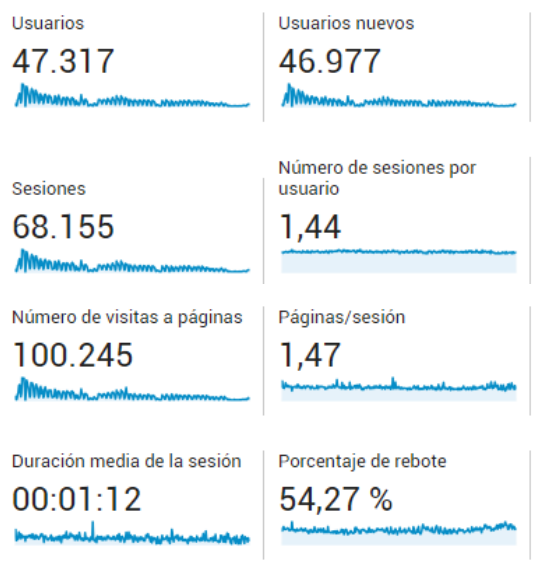 Usuarios
47.317
Usuarios nuevos
46.977
Sesiones
68.155
Número de sesiones por
usuario
1,44
Número de visitas a páginas
100.245
Páginas/sesión
1,47
Duración media de la sesión
00:01:12
Porcentaje de rebote
54,27 %